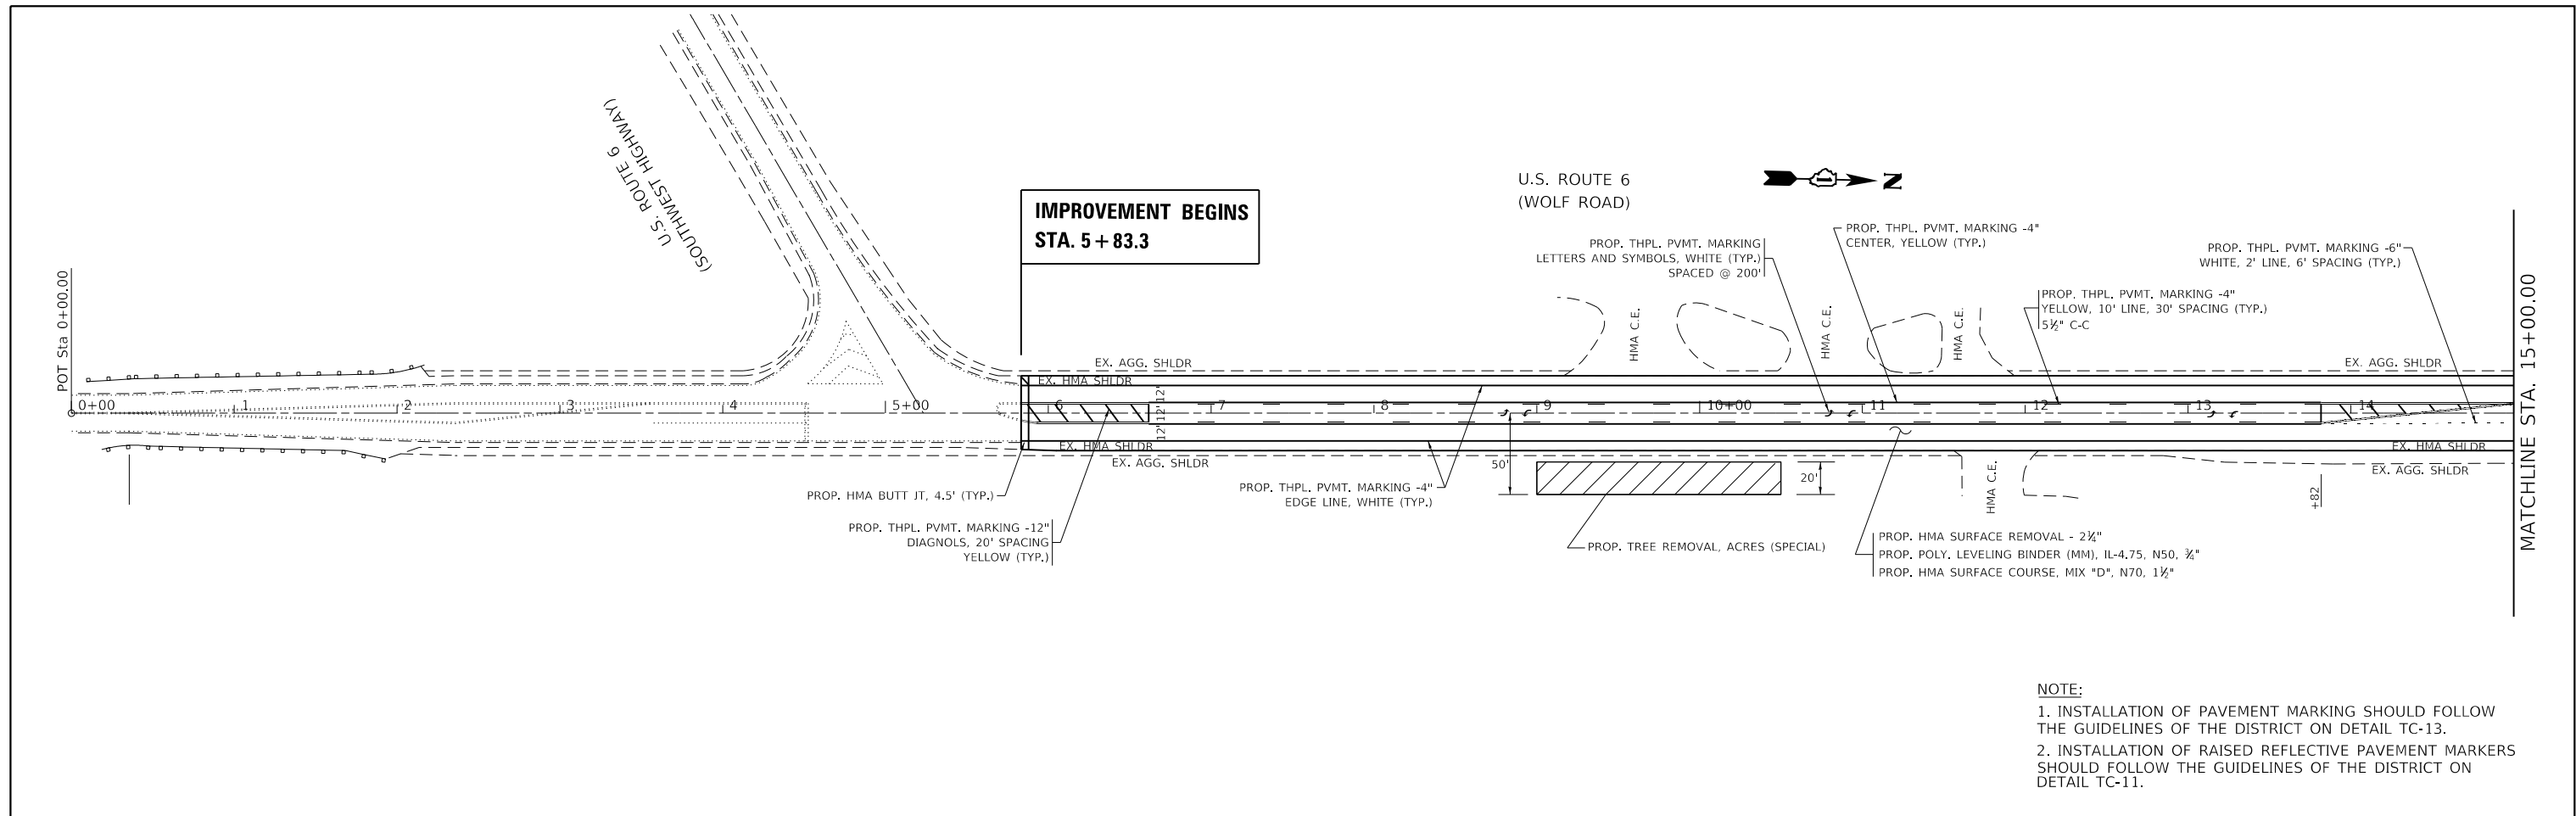 U.S. ROUTE 6
(SOUTHWEST HIGHWAY)
IMPROVEMENT BEGINS
STA. 5+83.3
U.S. ROUTE 6
(WOLF ROAD)
N
PROP. THPL. PVMT. MARKING
LETTERS AND SYMBOLS, WHITE (TYP.)
SPACED @ 200'
PROP. THPL. PVMT. MARKING -4"
CENTER, YELLOW (TYP.)
PROP. THPL. PVMT. MARKING -6"
WHITE, 2' LINE, 6' SPACING (TYP.)
PROP. THPL. PVMT. MARKING -4"
YELLOW, 10' LINE, 30' SPACING (TYP.)
5½" C-C
POT Sta 0+00.00
MATCHLINE STA. 15+00.00
HMA C.E.
HMA C.E.
HMA C.E.
EX. AGG. SHLDR
EX. AGG. SHLDR
EX. HMA SHLDR
0+00
1
2
3
4
5+00
6
7
8
9
10+00
11
12
13
14
12'
12'
12'
EX. HMA SHLDR
EX. HMA SHLDR
EX. AGG. SHLDR
EX. AGG. SHLDR
50'
20'
HMA C.E.
+82
PROP. HMA BUTT JT, 4.5' (TYP.)
PROP. THPL. PVMT. MARKING -4"
EDGE LINE, WHITE (TYP.)
PROP. THPL. PVMT. MARKING -12"
DIAGNOLS, 20' SPACING
YELLOW (TYP.)
PROP. TREE REMOVAL, ACRES (SPECIAL)
PROP. HMA SURFACE REMOVAL - 2¼"
PROP. POLY. LEVELING BINDER (MM), IL-4.75, N50, ¾"
PROP. HMA SURFACE COURSE, MIX "D", N70, 1½"
NOTE:
1. INSTALLATION OF PAVEMENT MARKING SHOULD FOLLOW
THE GUIDELINES OF THE DISTRICT ON DETAIL TC-13.
2. INSTALLATION OF RAISED REFLECTIVE PAVEMENT MARKERS
SHOULD FOLLOW THE GUIDELINES OF THE DISTRICT ON
DETAIL TC-11.